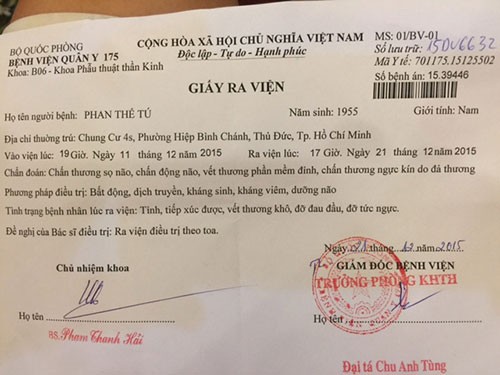 BỘ QUỐC PHÒNG
BỆNH VIỆN QUÂN Y 175
Khoa: B06 - Khoa Phẫu thuật thần Kinh
CỘNG HÒA XÃ HỘI CHỦ NGHĨA VIỆT NAM
Độc lập - Tự do - Hạnh phúc
MS: 01/BV-01
Số lưu trữ: 15DV6632
Mã Y Tế: 701175.15125502
Số bệnh án: 15.39446
GIẤY RA VIỆN
Họ tên người bệnh: PHAN THẾ TÚ Năm sinh: 1955 Giới tính: Nam
Địa chỉ thường trú: Chung Cư 4s, Phường Hiệp Bình Chánh, Thủ Đức, Tp. Hồ Chí Minh
Vào viện lúc: 19 Giờ. Ngày 11 tháng 12 năm 2015 Ra viện lúc: 17 Giờ. Ngày 21 tháng 12 năm 2015
Chẩn đoán: Chấn thương sọ não, chấn động não, vết thương phần mềm đỉnh, chấn thương ngực kín do đả thương
Phương pháp điều trị: Bất động, dịch truyền, kháng sinh, kháng viêm, dưỡng não
Tình trạng bệnh nhân lúc ra viện: Tỉnh, tiếp xúc được, vết thương khô, đỡ đau đầu, đỡ tức ngực.
Đề nghị của Bác sĩ điều trị: Ra viện điều trị theo toa.
Ngày 21 tháng 12 năm 2015
Chủ nhiệm khoa
GIÁM ĐỐC BỆNH VIỆN
TRƯỞNG PHÒNG KHTH
Họ tên
BS. Phạm Thanh Hải
Họ tên
Đại tá Chu Anh Tùng